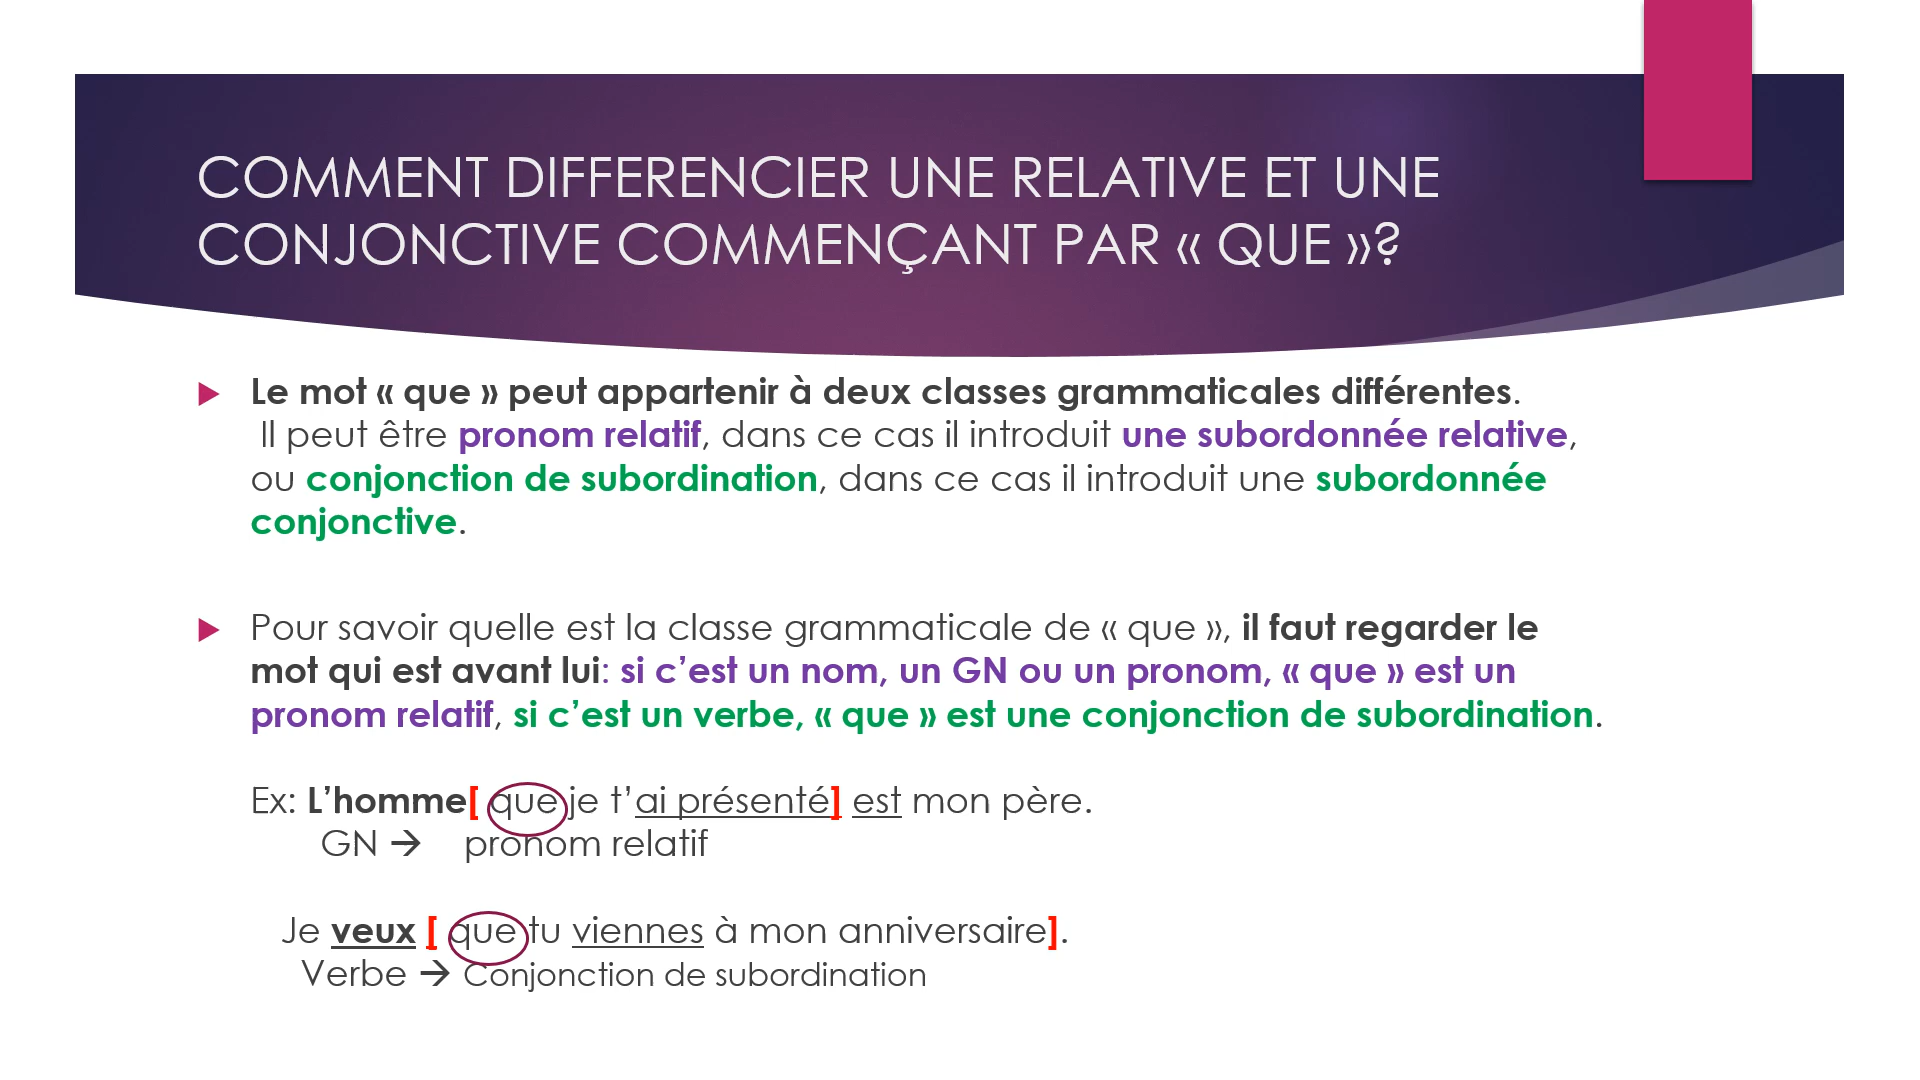 COMMENT DIFFERENCIER UNE RELATIVE ET UNE
CONJONCTIVE COMMENÇANT PAR « QUE »?
Le mot « que » peut appartenir à deux classes grammaticales différentes.
Il peut être pronom relatif, dans ce cas il introduit une subordonnée relative,
ou conjonction de subordination, dans ce cas il introduit une subordonnée
conjonctive.
Pour savoir quelle est la classe grammaticale de « que », il faut regarder le
mot qui est avant lui: si c’est un nom, un GN ou un pronom, « que » est un
pronom relatif, si c’est un verbe, « que » est une conjonction de subordination.
Ex: L’homme[ que je t’ai présenté] est mon père.
GN → pronom relatif
Je veux [ que tu viennes à mon anniversaire].
Verbe → Conjonction de subordination